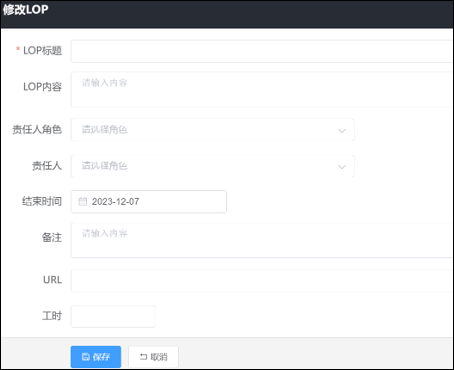 修改LOP
* LOP标题
LOP内容 请输入内容
责任人角色 请选择角色
责任人 请选择角色
结束时间 2023-12-07
备注 请输入内容
URL
工时
保存 取消